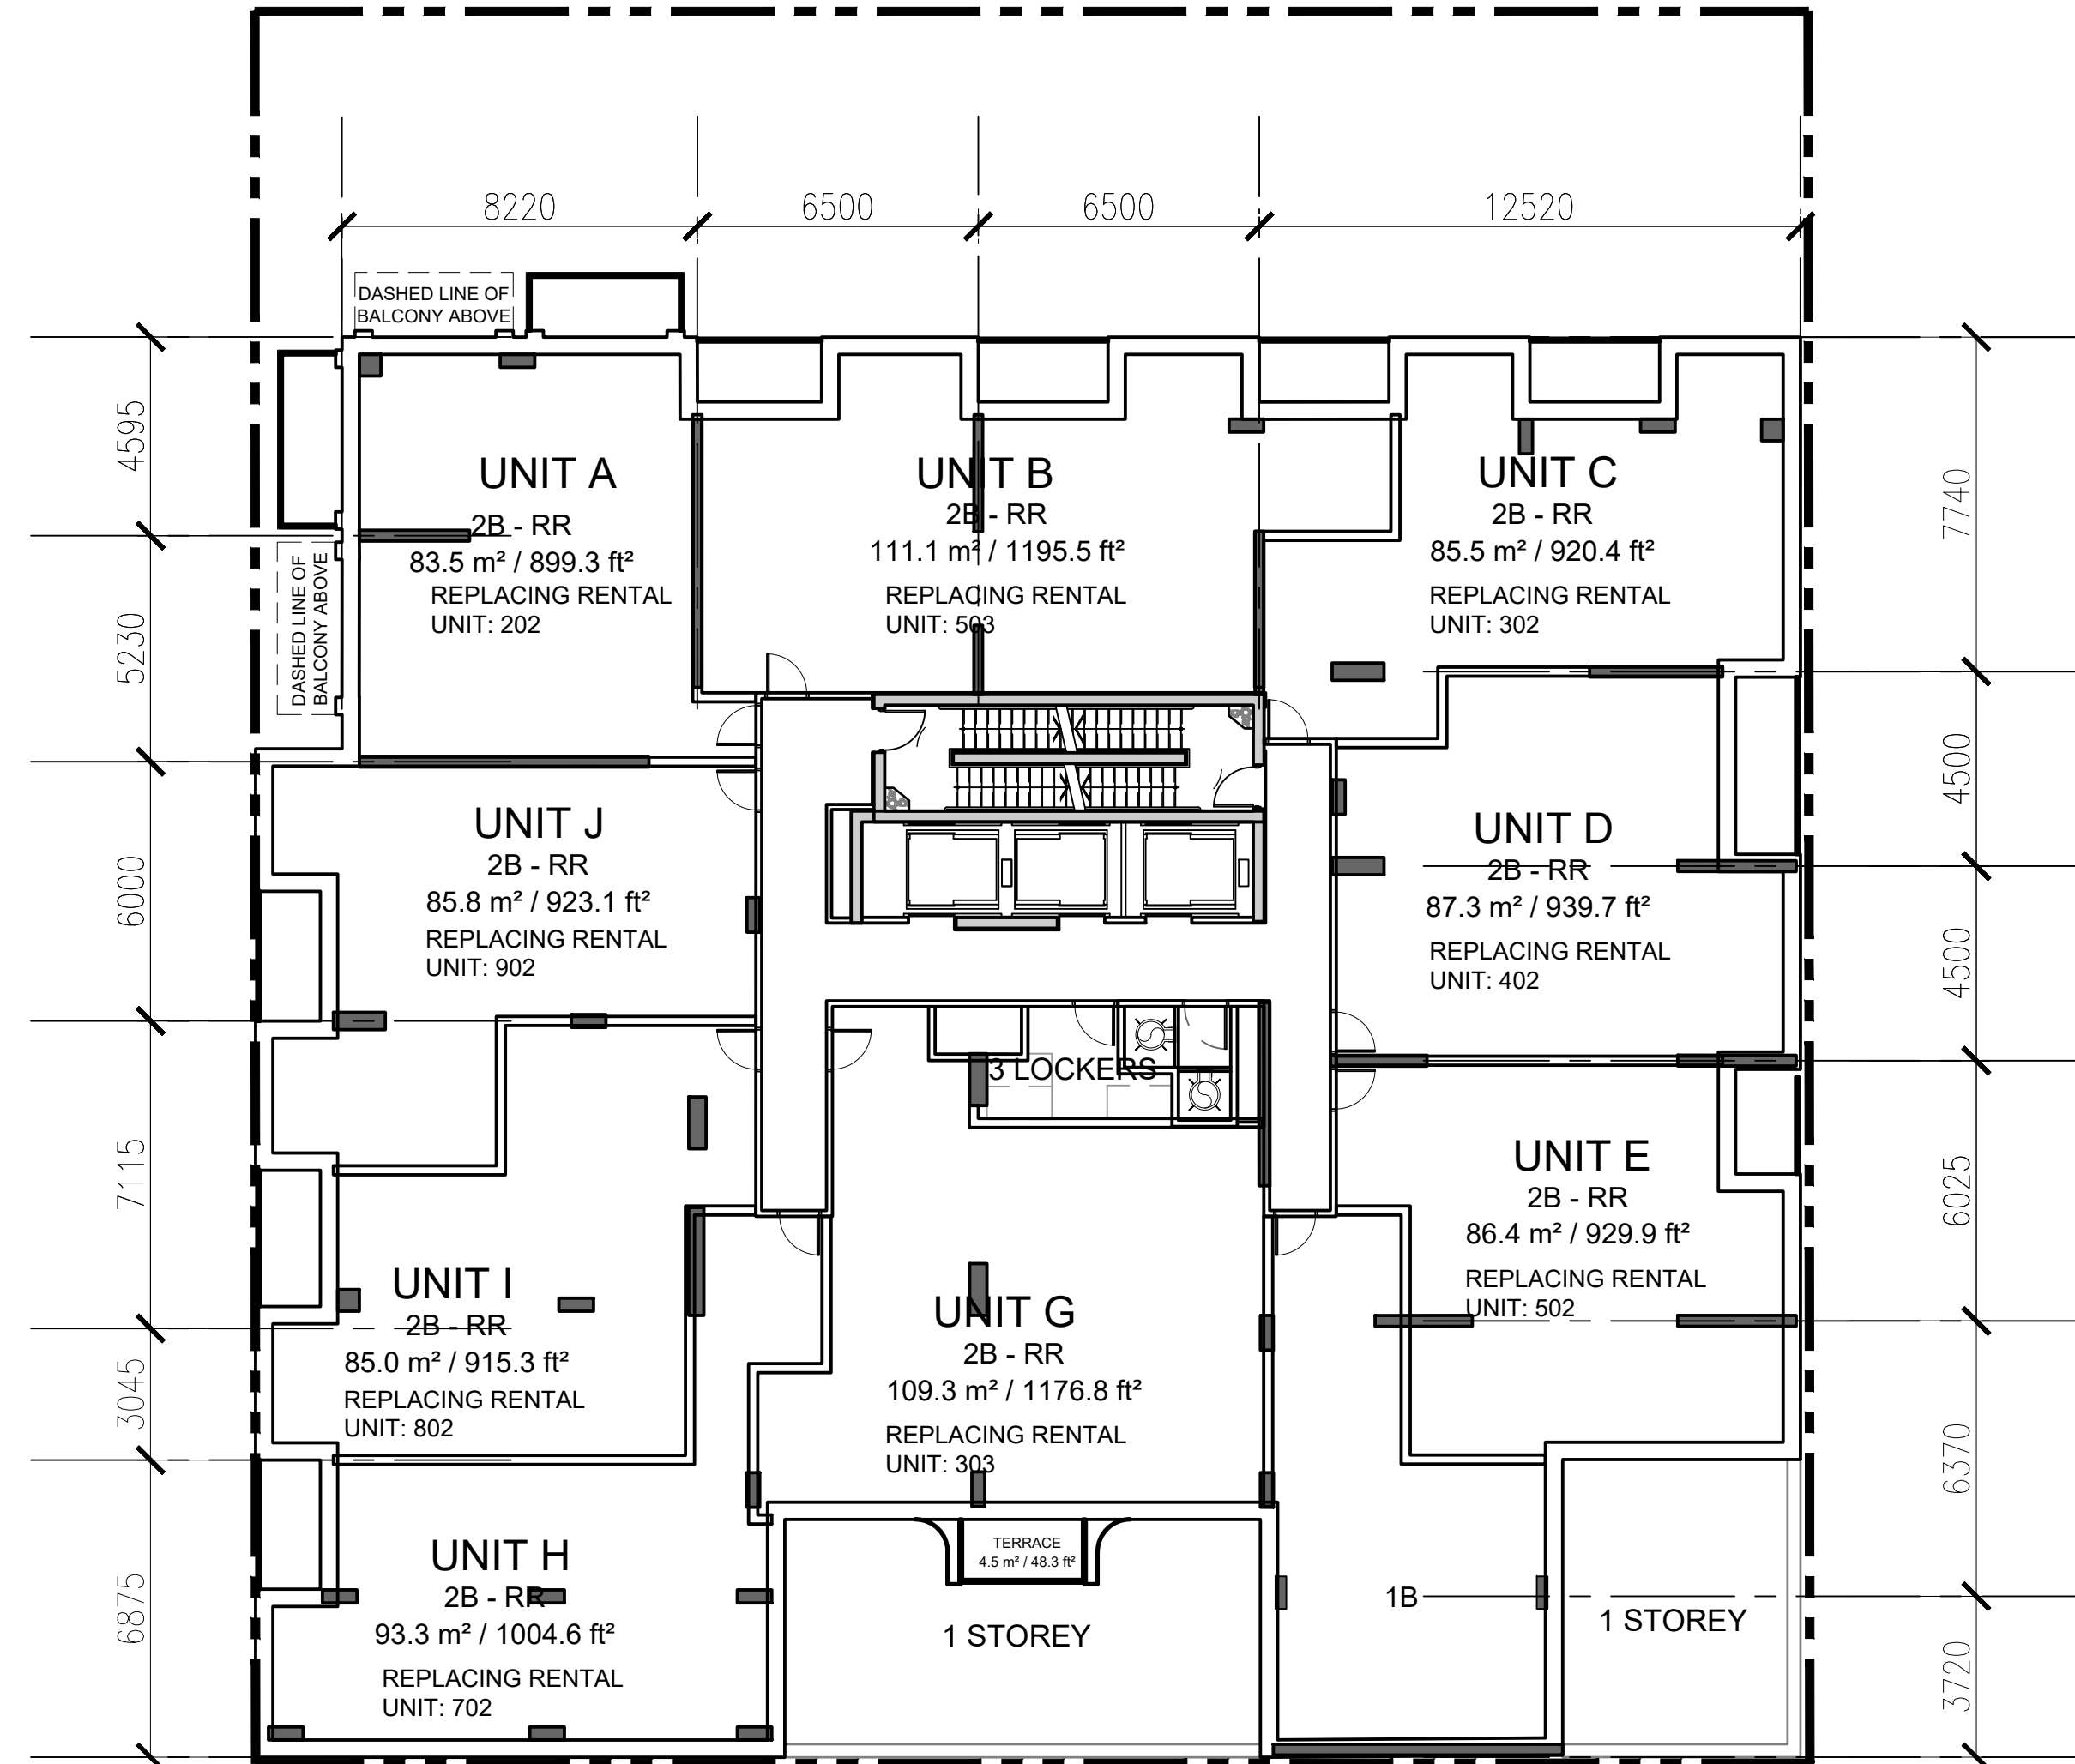 8220
6500
6500
12520
DASHED LINE OF
BALCONY ABOVE
4595
5230
6000
7115
3045
6875
DASHED LINE OF
BALCONY ABOVE
UNIT A
2B - RR
83.5 m² / 899.3 ft²
REPLACING RENTAL
UNIT: 202
UNIT B
2B - RR
111.1 m² / 1195.5 ft²
REPLACING RENTAL
UNIT: 503
UNIT C
2B - RR
85.5 m² / 920.4 ft²
REPLACING RENTAL
UNIT: 302
7740
4500
4500
6025
6370
3720
UNIT J
2B - RR
85.8 m² / 923.1 ft²
REPLACING RENTAL
UNIT: 902
UNIT D
2B - RR
87.3 m² / 939.7 ft²
REPLACING RENTAL
UNIT: 402
3 LOCKERS
UNIT E
2B - RR
86.4 m² / 929.9 ft²
REPLACING RENTAL
UNIT: 502
UNIT I
2B - RR
85.0 m² / 915.3 ft²
REPLACING RENTAL
UNIT: 802
UNIT G
2B - RR
109.3 m² / 1176.8 ft²
REPLACING RENTAL
UNIT: 303
UNIT H
2B - RR
93.3 m² / 1004.6 ft²
REPLACING RENTAL
UNIT: 702
TERRACE
4.5 m² / 48.3 ft²
1 STOREY
1B
1 STOREY